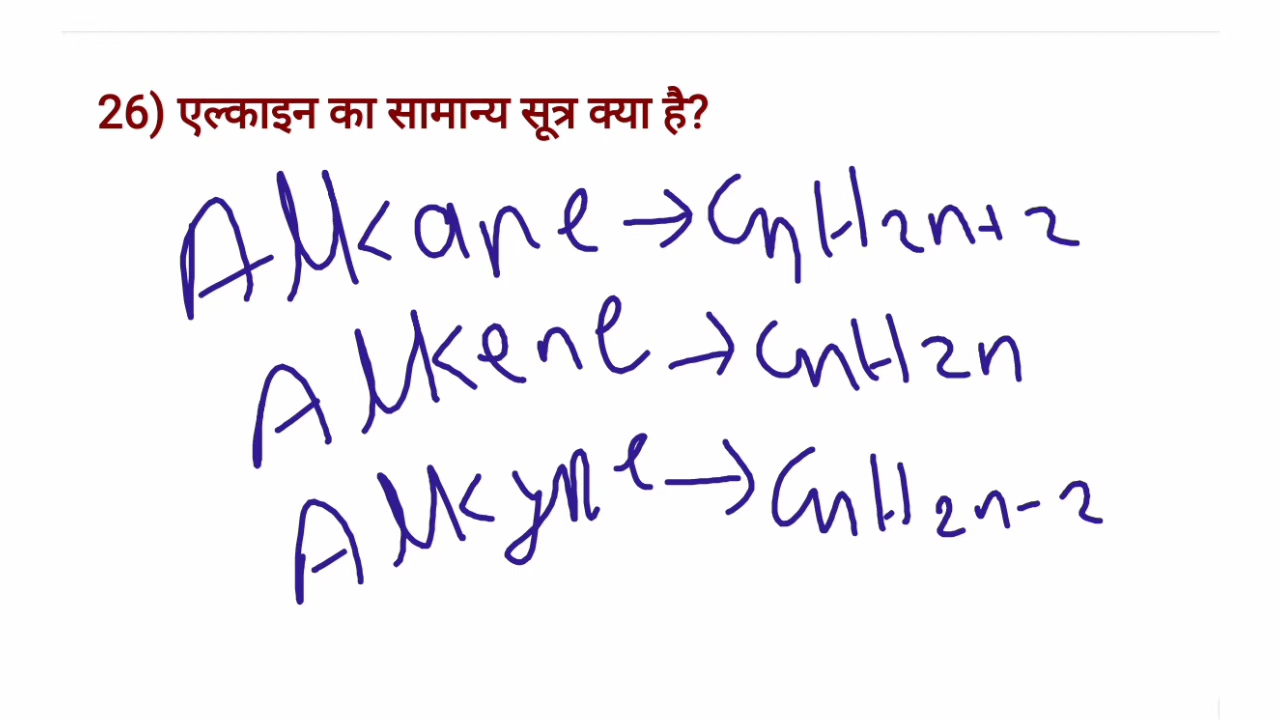 26) एल्काइन का सामान्य सूत्र क्या है?
Alkane → CnH2n+2
Alkene → CnH2n
Alkyne → CnH2n-2